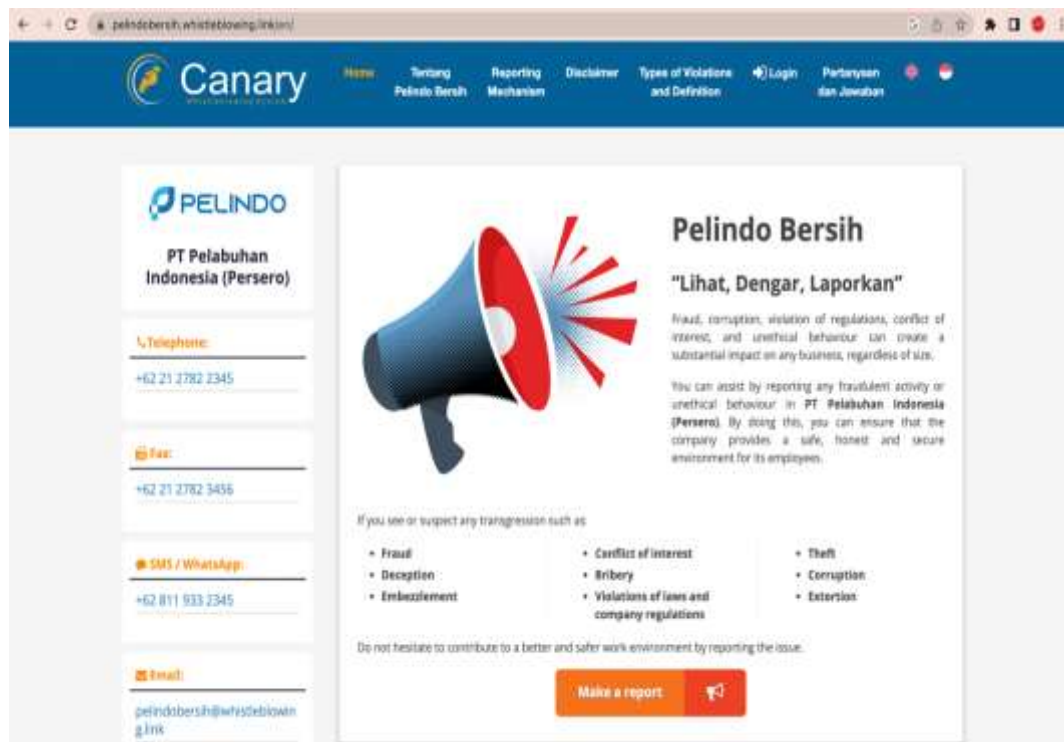 pelindobersih.whistleblowing.link/en/
Canary
Home
Tentang
Pelindo Bersih
Reporting
Mechanism
Disclaimer
Types of Violations
and Definition
Login
Pertanyaan
dan Jawaban
PELINDO
PT Pelabuhan
Indonesia (Persero)
Telephone:
+62 21 2782 2345
Fax:
+62 21 2782 3456
SMS / WhatsApp:
+62 811 933 2345
Email:
pelindobersih@whistleblowin
g.link
Pelindo Bersih
“Lihat, Dengar, Laporkan”
Fraud, corruption, violation of regulations, conflict of
interest, and unethical behaviour can create a
substantial impact on any business, regardless of size.
You can assist by reporting any fraudulent activity or
unethical behaviour in PT Pelabuhan Indonesia
(Persero). By doing this, you can ensure that the
company provides a safe, honest and secure
environment for its employees.
If you see or suspect any transgression such as
• Fraud
• Deception
• Embezzlement
• Conflict of interest
• Bribery
• Violations of laws and
company regulations
• Theft
• Corruption
• Extortion
Do not hesitate to contribute to a better and safer work environment by reporting the issue.
Make a report